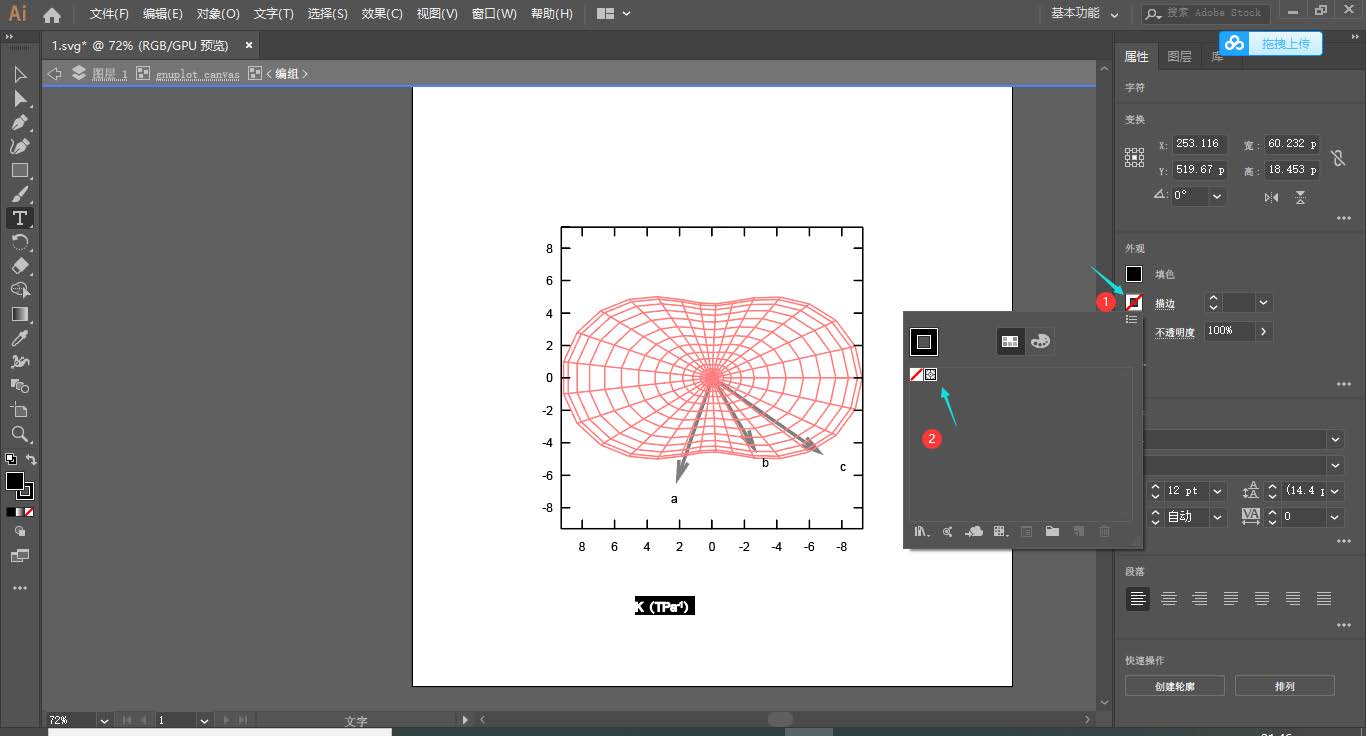 Ai 文件(F) 编辑(E) 对象(O) 文字(T) 选择(S) 效果(C) 视图(V) 窗口(W) 帮助(H) 基本功能 搜索 Adobe Stock
1.svg* @ 72% (RGB/GPU 预览) ×
拖拽上传
图层 1 gnuplot canvas < 编组 >
属性 图层 库
字符
变换
X: 253.116 宽: 60.232 p
Y: 519.67 p 高: 18.453 p
0°
外观
填色
1 描边
不透明度 100%
2
8
6
4
2
0
-2
-4
-6
-8
b
c
a
8 6 4 2 0 -2 -4 -6 -8
K (TPa⁻¹)
12 pt (14.4 p
自动 VA 0
段落
快速操作
创建轮廓 排列
72% 1 文字